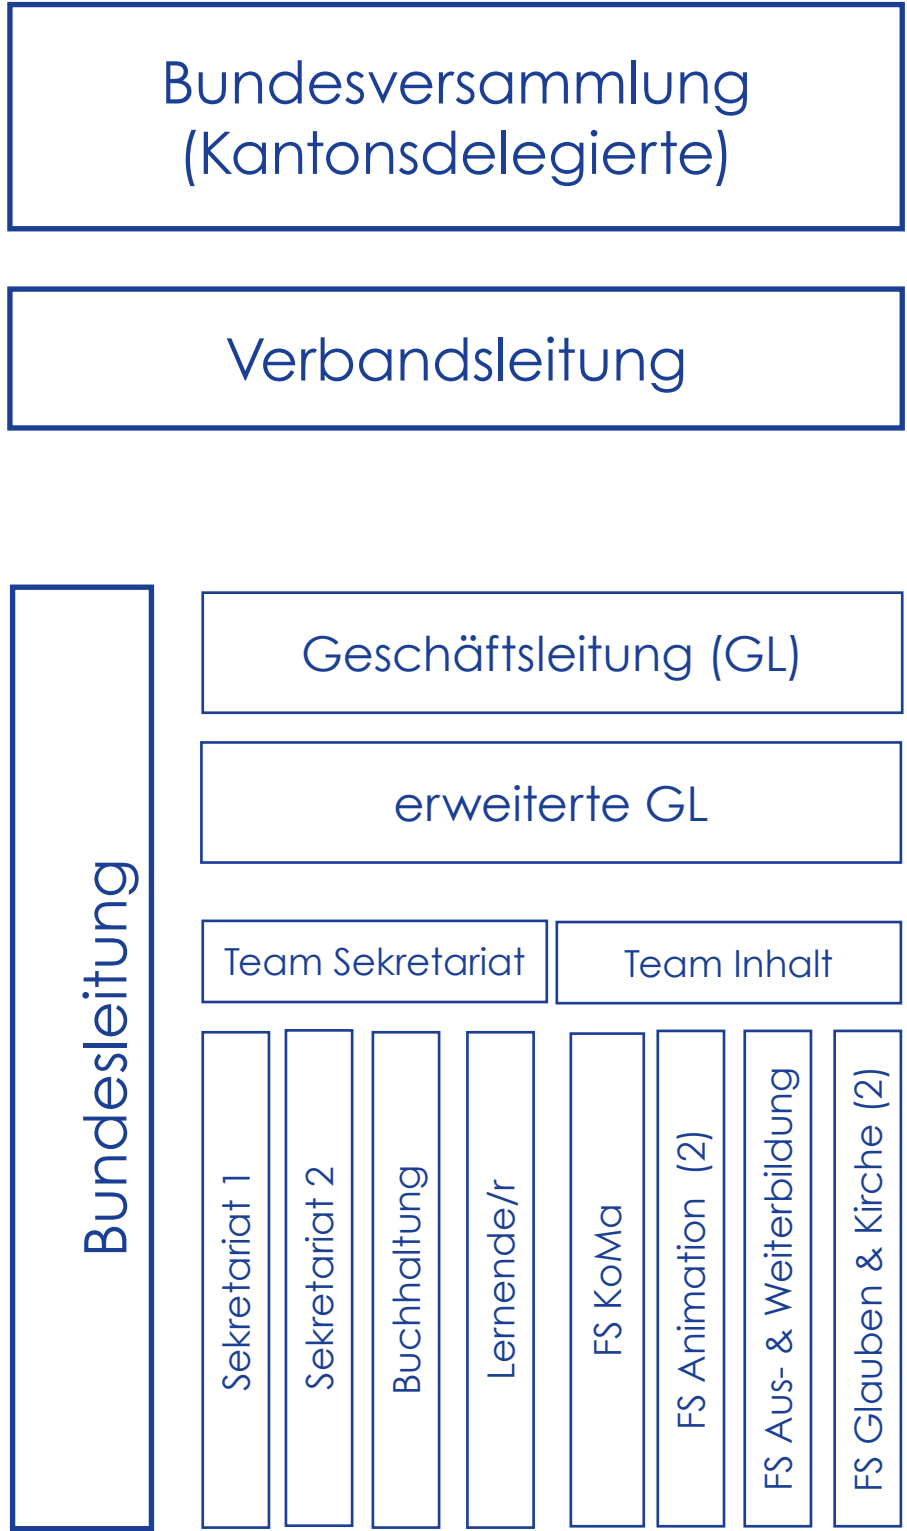 Bundesversammlung
(Kantonsdelegierte)
Verbandsleitung
Bundesleitung
Geschäftsleitung (GL)
erweiterte GL
Team Sekretariat
Team Inhalt
Sekretariat 1
Sekretariat 2
Buchhaltung
Lernende/r
FS KoMa
FS Animation (2)
FS Aus- & Weiterbildung
FS Glauben & Kirche (2)